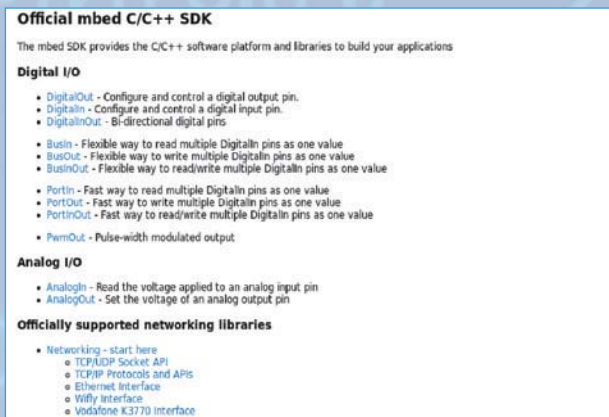 Official mbed C/C++ SDK
The mbed SDK provides the C/C++ software platform and libraries to build your applications
Digital I/O
DigitalOut - Configure and control a digital output pin.
DigitalIn - Configure and control a digital input pin.
DigitalInOut - Bi-directional digital pins
BusIn - Flexible way to read multiple DigitalIn pins as one value
BusOut - Flexible way to write multiple DigitalIn pins as one value
BusInOut - Flexible way to read/write multiple DigitalIn pins as one value
PortIn - Fast way to read multiple DigitalIn pins as one value
PortOut - Fast way to write multiple DigitalIn pins as one value
PortInOut - Fast way to read/write multiple DigitalIn pins as one value
PwmOut - Pulse-width modulated output
Analog I/O
AnalogIn - Read the voltage applied to an analog input pin
AnalogOut - Set the voltage of an analog output pin
Officially supported networking libraries
Networking - start here
TCP/UDP Socket API
TCP/IP Protocols and APIs
Ethernet Interface
Wifly Interface
Vodafone K3770 Interface